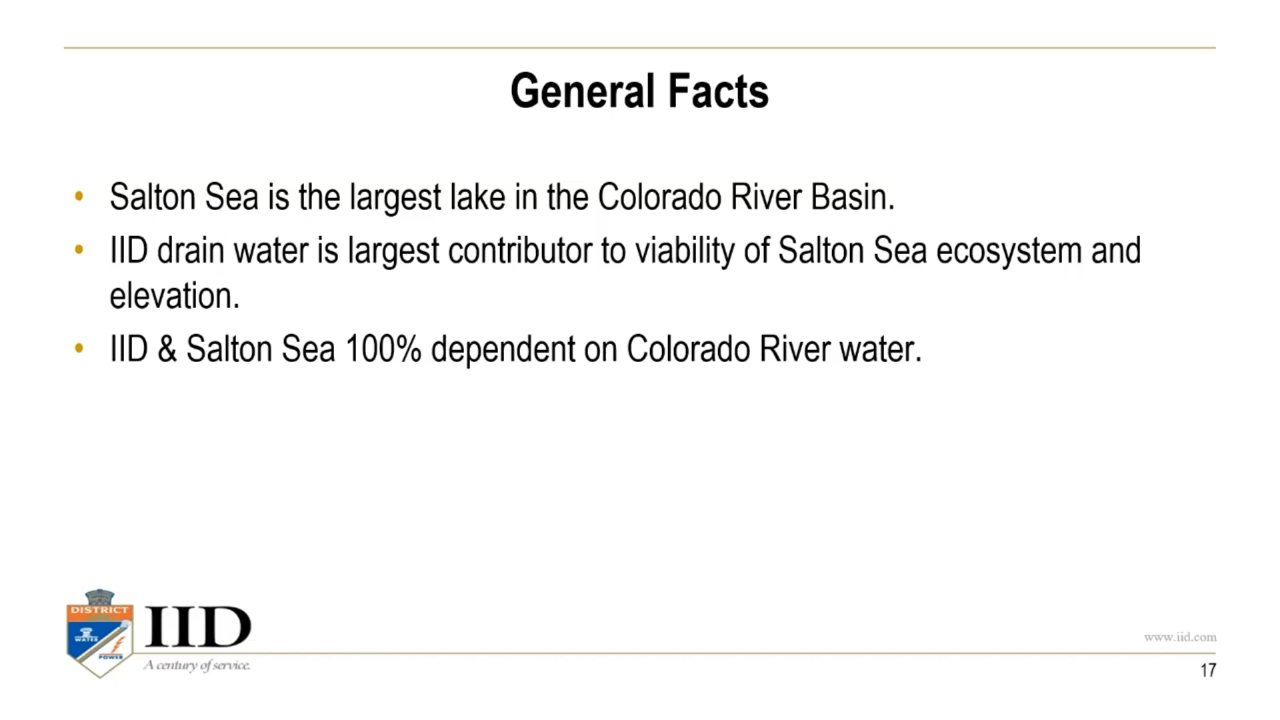 General Facts
• Salton Sea is the largest lake in the Colorado River Basin.
• IID drain water is largest contributor to viability of Salton Sea ecosystem and
elevation.
• IID & Salton Sea 100% dependent on Colorado River water.
DISTRICT
WATER
POWER
IID
A century of service.
www.iid.com
17